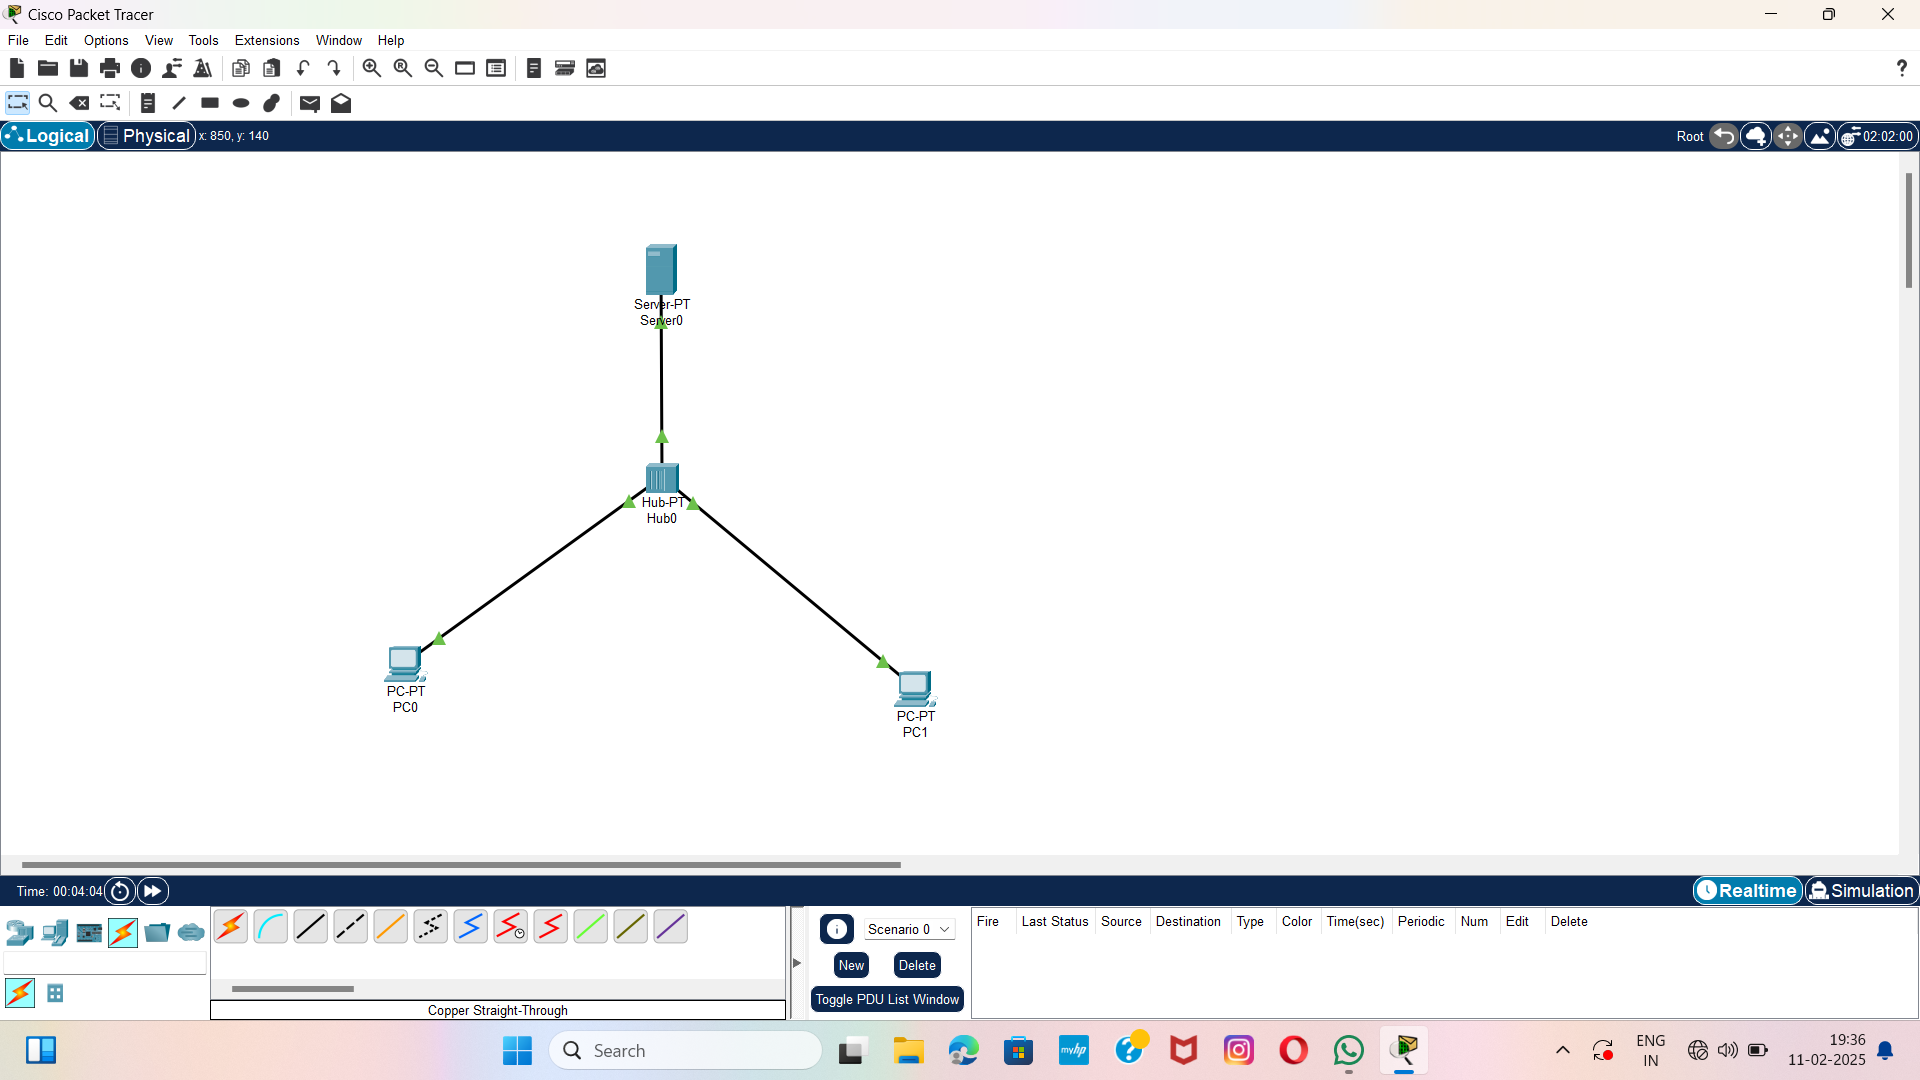 Cisco Packet Tracer
File Edit Options View Tools Extensions Window Help
?
Logical Physical x: 850, y: 140 Root 02:02:00
Server-PT
Server0
Hub-PT
Hub0
PC-PT
PC0
PC-PT
PC1
Time: 00:04:04 Realtime Simulation
Scenario 0
New Delete
Toggle PDU List Window
Fire Last Status Source Destination Type Color Time(sec) Periodic Num Edit Delete
Copper Straight-Through
Search
myhp
ENG
IN
19:36
11-02-2025